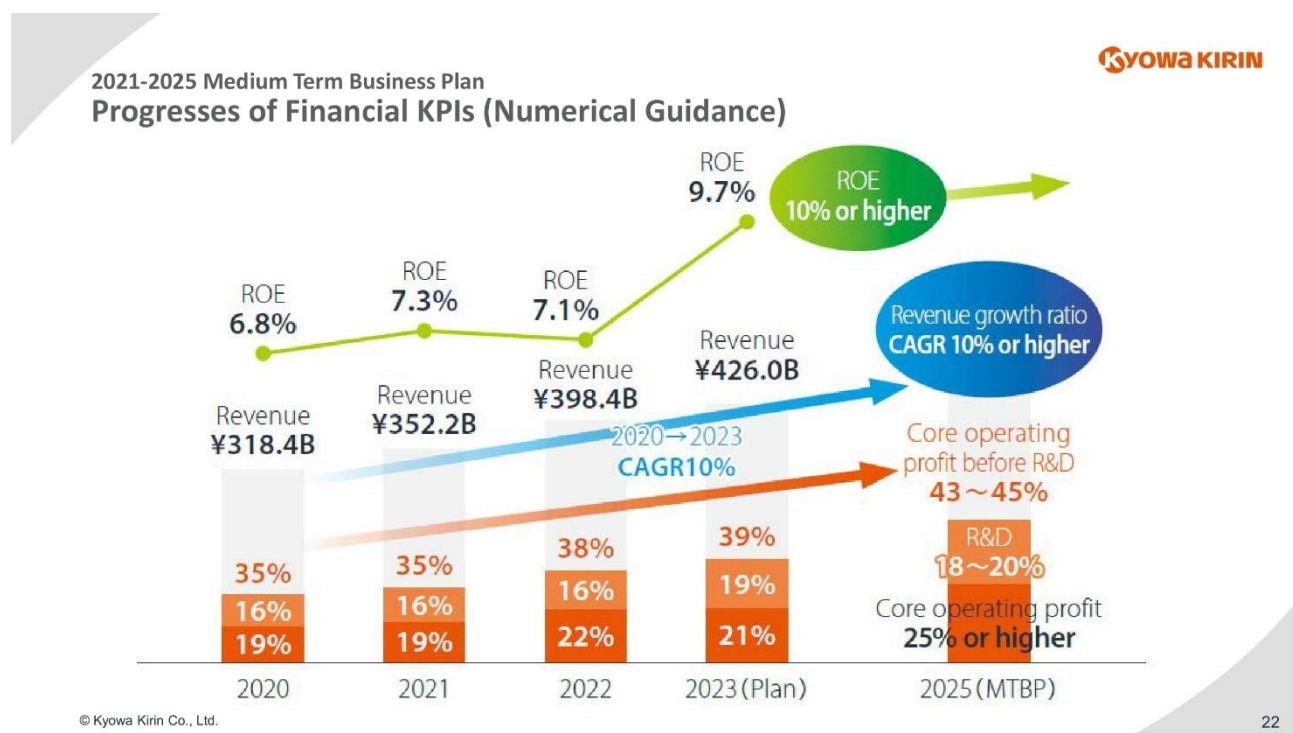 KYOWA KIRIN
2021-2025 Medium Term Business Plan
Progresses of Financial KPIs (Numerical Guidance)
ROE
6.8%
ROE
7.3%
ROE
7.1%
ROE
9.7%
ROE
10% or higher
Revenue
¥318.4B
Revenue
¥352.2B
Revenue
¥398.4B
Revenue
¥426.0B
Revenue growth ratio
CAGR 10% or higher
2020→2023
CAGR10%
Core operating
profit before R&D
43～45%
35%
16%
19%
35%
16%
19%
38%
16%
22%
39%
19%
21%
R&D
18～20%
Core operating profit
25% or higher
2020
2021
2022
2023(Plan)
2025(MTBP)
© Kyowa Kirin Co., Ltd.
22